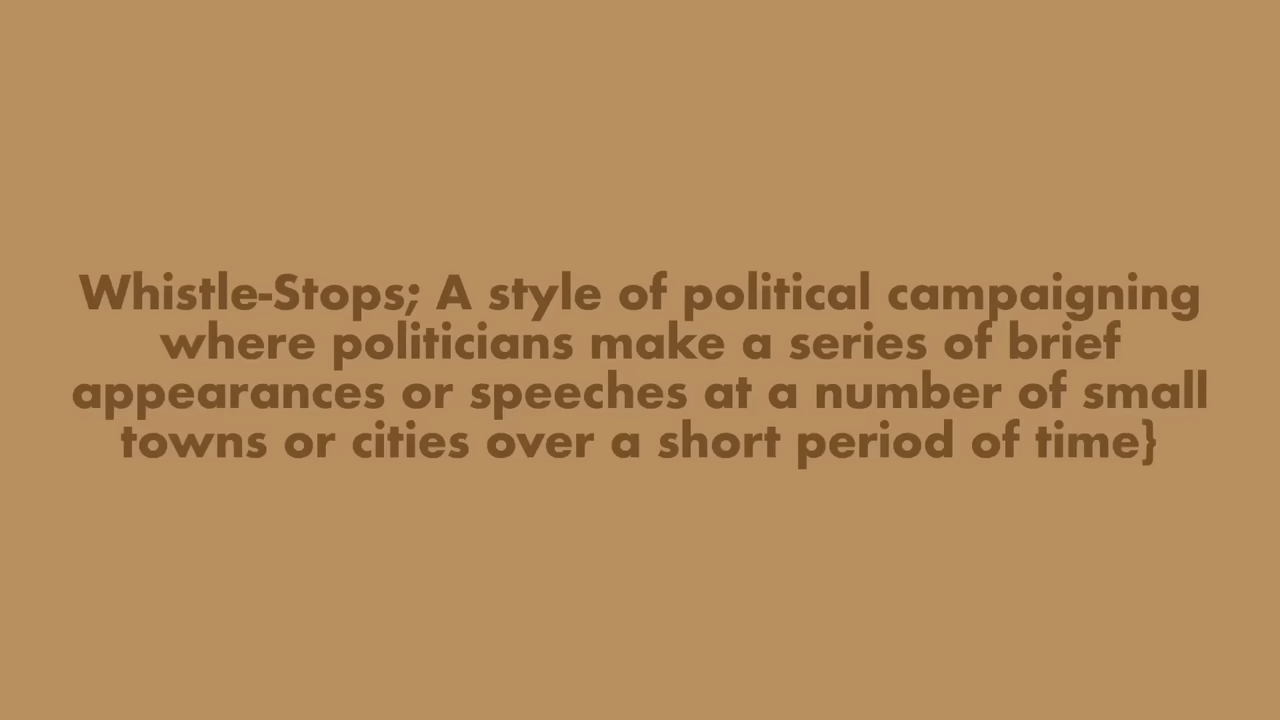 Whistle-Stops; A style of political campaigning
where politicians make a series of brief
appearances or speeches at a number of small
towns or cities over a short period of time}